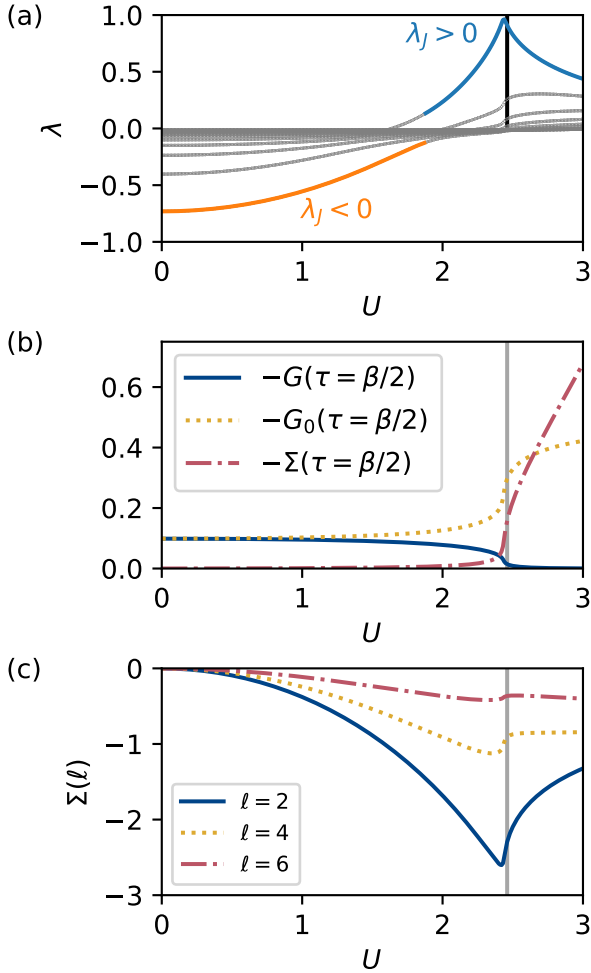 (a)
1.0
0.5
0.0
−0.5
−1.0
λ
λ_J > 0
λ_J < 0
0 1 2 3
U
(b)
0.6
0.4
0.2
0.0
−G(τ = β/2)
−G₀(τ = β/2)
−Σ(τ = β/2)
0 1 2 3
U
(c)
0
−1
−2
−3
Σ(ℓ)
ℓ = 2
ℓ = 4
ℓ = 6
0 1 2 3
U